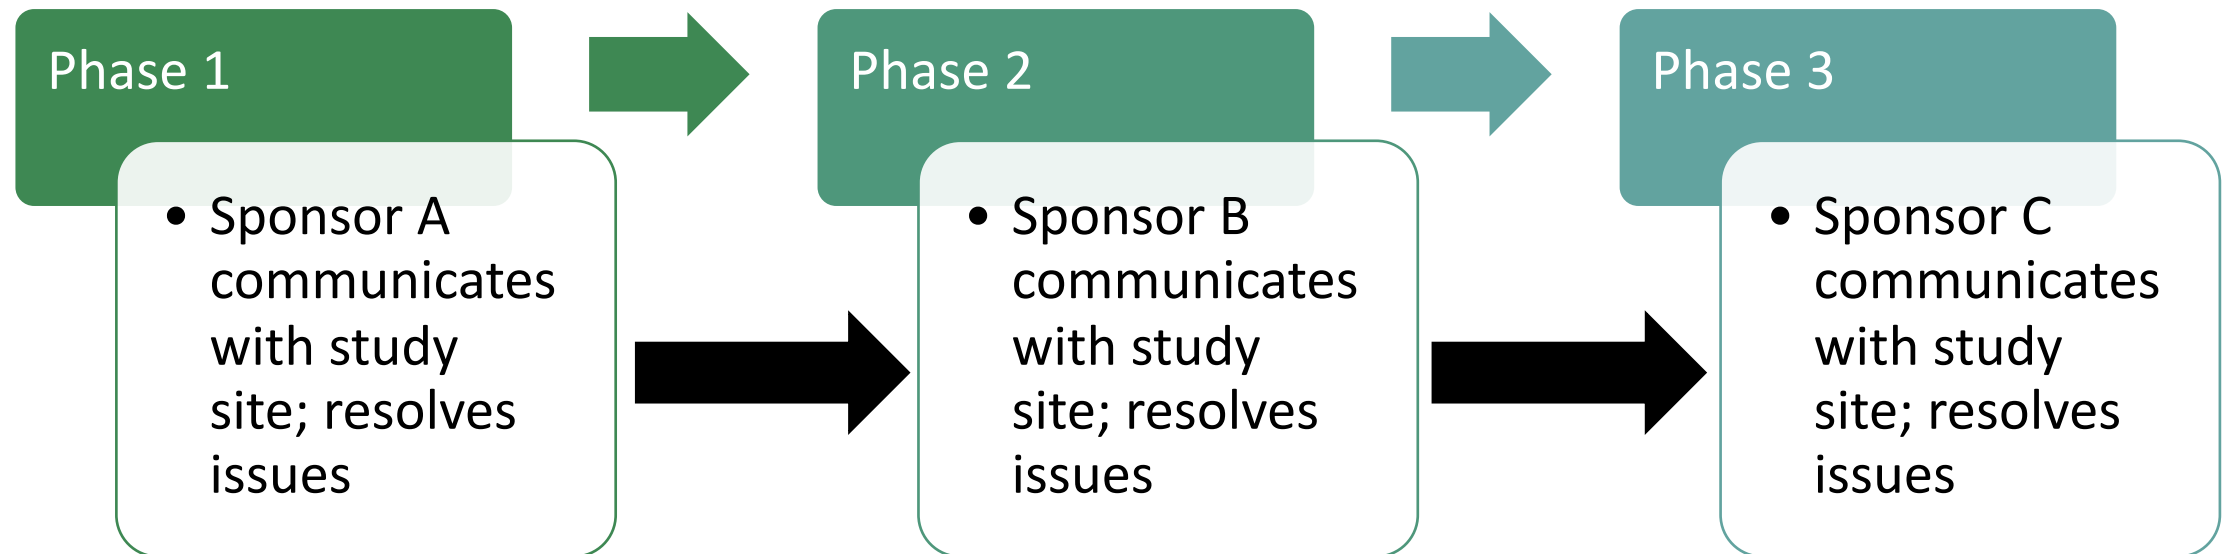 Phase 1
• Sponsor A
communicates
with study
site; resolves
issues
Phase 2
• Sponsor B
communicates
with study
site; resolves
issues
Phase 3
• Sponsor C
communicates
with study
site; resolves
issues